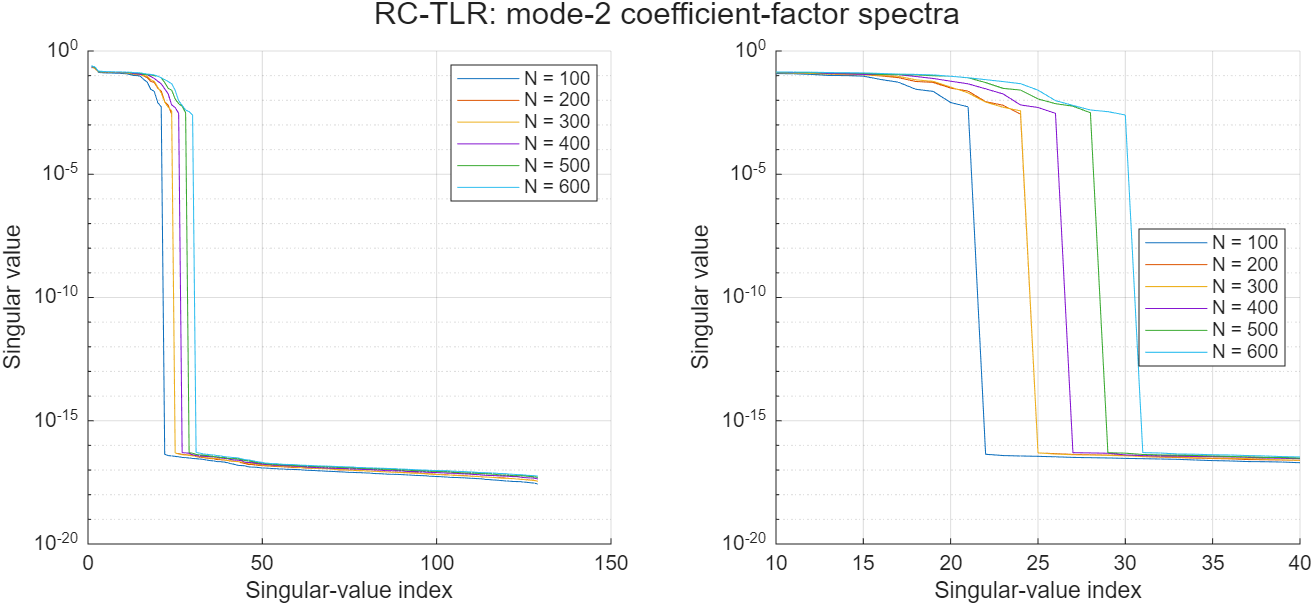 RC-TLR: mode-2 coefficient-factor spectra
10^0
10^-5
10^-10
10^-15
10^-20
0
50
100
150
Singular value
Singular-value index
N = 100
N = 200
N = 300
N = 400
N = 500
N = 600
10^0
10^-5
10^-10
10^-15
10^-20
10
15
20
25
30
35
40
Singular value
Singular-value index
N = 100
N = 200
N = 300
N = 400
N = 500
N = 600